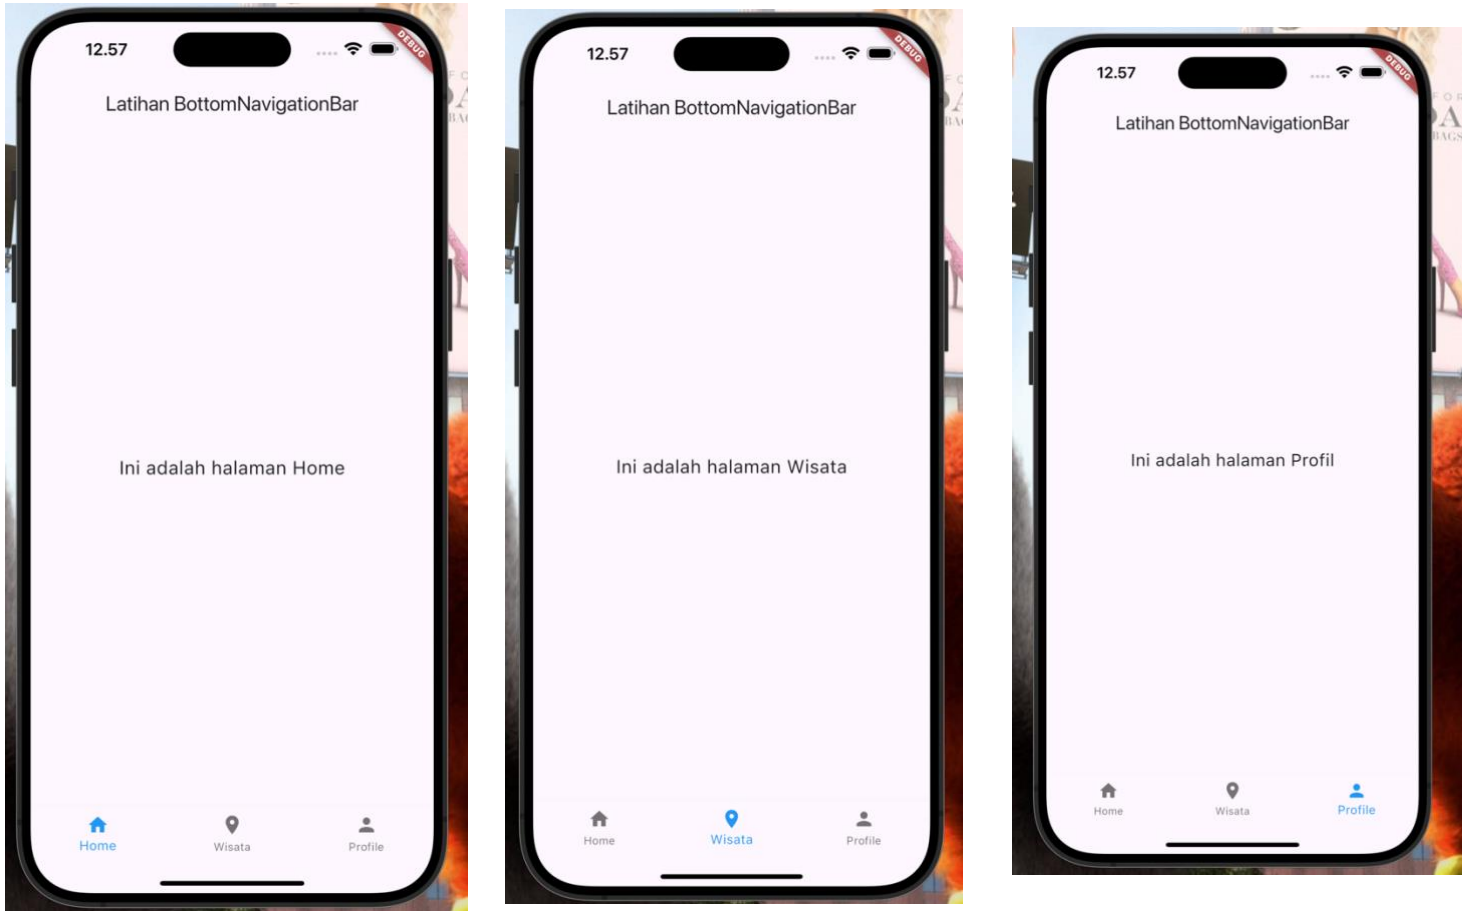 12.57
DEBUG
Latihan BottomNavigationBar
Ini adalah halaman Home
Home
Wisata
Profile
12.57
DEBUG
Latihan BottomNavigationBar
Ini adalah halaman Wisata
Home
Wisata
Profile
12.57
DEBUG
Latihan BottomNavigationBar
Ini adalah halaman Profil
Home
Wisata
Profile